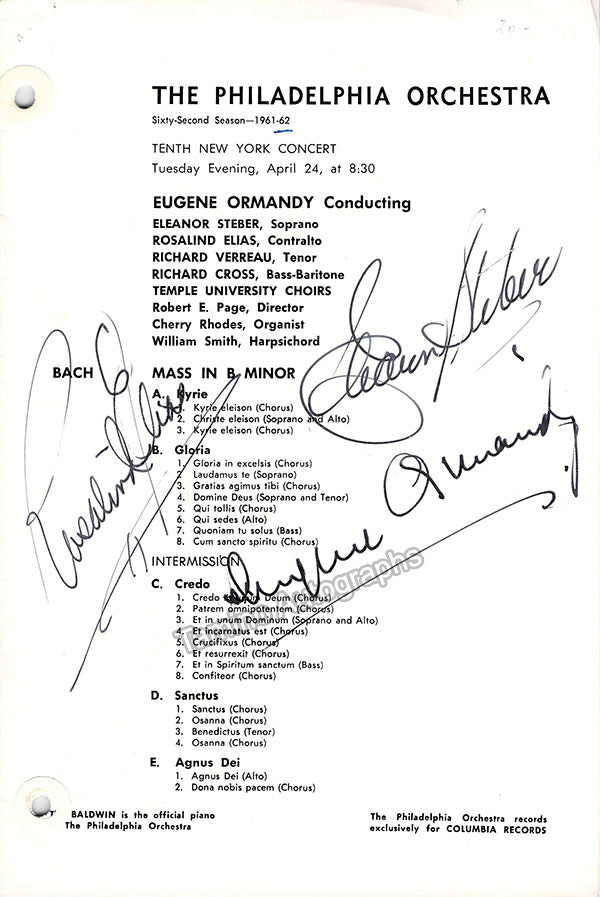 20-
THE PHILADELPHIA ORCHESTRA
Sixty-Second Season—1961-62
TENTH NEW YORK CONCERT
Tuesday Evening, April 24, at 8:30
EUGENE ORMANDY Conducting
ELEANOR STEBER, Soprano
ROSALIND ELIAS, Contralto
RICHARD VERREAU, Tenor
RICHARD CROSS, Bass-Baritone
TEMPLE UNIVERSITY CHOIRS
Robert E. Page, Director
Cherry Rhodes, Organist
William Smith, Harpsichord
Eleanor Steber
BACH MASS IN B MINOR
A. Kyrie
1. Kyrie eleison (Chorus)
2. Christe eleison (Soprano and Alto)
3. Kyrie eleison (Chorus)
Rosalind Elias
B. Gloria
1. Gloria in excelsis (Chorus)
2. Laudamus te (Soprano)
3. Gratias agimus tibi (Chorus)
4. Domine Deus (Soprano and Tenor)
5. Qui tollis (Chorus)
6. Qui sedes (Alto)
7. Quoniam tu solus (Bass)
8. Cum sancto spiritu (Chorus)
Eugene Ormandy
INTERMISSION
Tamino Autographs
C. Credo
1. Credo in unum Deum (Chorus)
2. Patrem omnipotentem (Chorus)
3. Et in unum Dominum (Soprano and Alto)
4. Et incarnatus est (Chorus)
5. Crucifixus (Chorus)
6. Et resurrexit (Chorus)
7. Et in Spiritum sanctum (Bass)
8. Confiteor (Chorus)
D. Sanctus
1. Sanctus (Chorus)
2. Osanna (Chorus)
3. Benedictus (Tenor)
4. Osanna (Chorus)
E. Agnus Dei
1. Agnus Dei (Alto)
2. Dona nobis pacem (Chorus)
BALDWIN is the official piano
The Philadelphia Orchestra
The Philadelphia Orchestra records
exclusively for COLUMBIA RECORDS